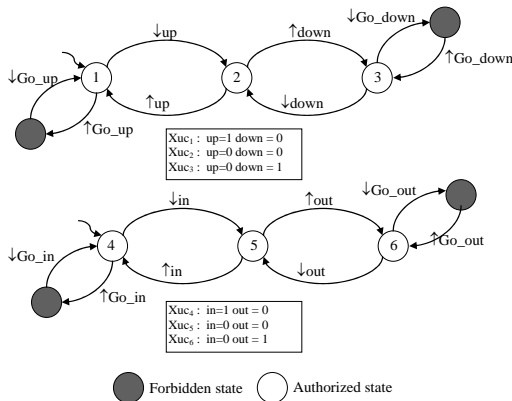 ↓Go_down
↓up
↑down
↓Go_up
↑Go_down
1
2
3
↑up
↓down
↑Go_up
Xuc1 : up=1 down = 0
Xuc2 : up=0 down = 0
Xuc3 : up=0 down = 1
↓in
↑out
↓Go_out
↓Go_in
4
5
6
↑Go_out
↑in
↓out
↑Go_in
Xuc4 : in=1 out = 0
Xuc5 : in=0 out = 0
Xuc6 : in=0 out = 1
Forbidden state
Authorized state